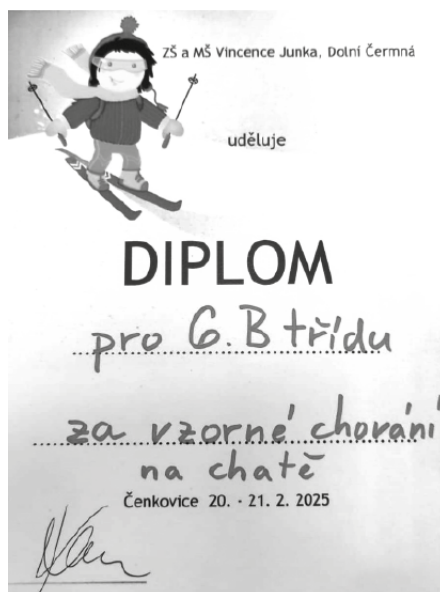 ZŠ a MŠ Vincence Junka, Dolní Čermná
uděluje
DIPLOM
pro 6.B třídu
za vzorné chování
na chatě
Čenkovice 20. - 21. 2. 2025